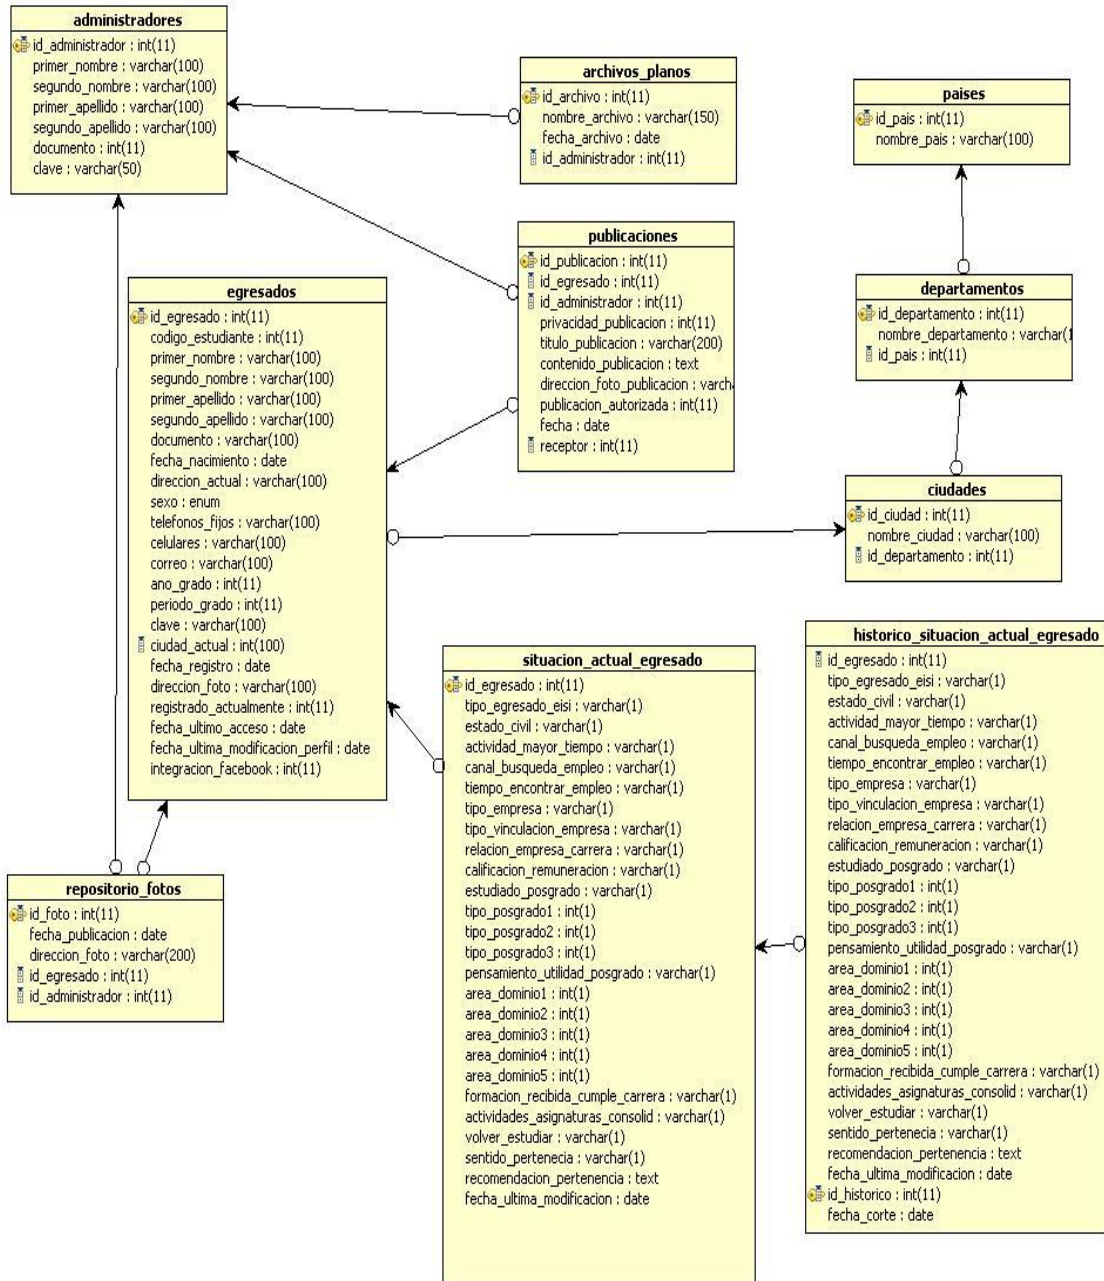 administradores
id_administrador : int(11)
primer_nombre : varchar(100)
segundo_nombre : varchar(100)
primer_apellido : varchar(100)
segundo_apellido : varchar(100)
documento : int(11)
clave : varchar(50)
archivos_planos
id_archivo : int(11)
nombre_archivo : varchar(150)
fecha_archivo : date
id_administrador : int(11)
paises
id_pais : int(11)
nombre_pais : varchar(100)
publicaciones
id_publicacion : int(11)
id_egresado : int(11)
id_administrador : int(11)
privacidad_publicacion : int(11)
titulo_publicacion : varchar(200)
contenido_publicacion : text
direccion_foto_publicacion : varcha
publicacion_autorizada : int(11)
fecha : date
receptor : int(11)
departamentos
id_departamento : int(11)
nombre_departamento : varchar(1
id_pais : int(11)
egresados
id_egresado : int(11)
codigo_estudiante : int(11)
primer_nombre : varchar(100)
segundo_nombre : varchar(100)
primer_apellido : varchar(100)
segundo_apellido : varchar(100)
documento : varchar(100)
fecha_nacimiento : date
direccion_actual : varchar(100)
sexo : enum
telefonos_fijos : varchar(100)
celulares : varchar(100)
correo : varchar(100)
ano_grado : int(11)
periodo_grado : int(11)
clave : varchar(100)
ciudad_actual : int(100)
fecha_registro : date
direccion_foto : varchar(100)
registrado_actualmente : int(11)
fecha_ultimo_acceso : date
fecha_ultima_modificacion_perfil : date
integracion_facebook : int(11)
ciudades
id_ciudad : int(11)
nombre_ciudad : varchar(100)
id_departamento : int(11)
situacion_actual_egresado
id_egresado : int(11)
tipo_egresado_eisi : varchar(1)
estado_civil : varchar(1)
actividad_mayor_tiempo : varchar(1)
canal_busqueda_empleo : varchar(1)
tiempo_encontrar_empleo : varchar(1)
tipo_empresa : varchar(1)
tipo_vinculacion_empresa : varchar(1)
relacion_empresa_carrera : varchar(1)
calificacion_remuneracion : varchar(1)
estudiado_posgrado : varchar(1)
tipo_posgrado1 : int(1)
tipo_posgrado2 : int(1)
tipo_posgrado3 : int(1)
pensamiento_utilidad_posgrado : varchar(1)
area_dominio1 : int(1)
area_dominio2 : int(1)
area_dominio3 : int(1)
area_dominio4 : int(1)
area_dominio5 : int(1)
formacion_recibida_cumple_carrera : varchar(1)
actividades_asignaturas_consolid : varchar(1)
volver_estudiar : varchar(1)
sentido_pertenecia : varchar(1)
recomendacion_pertenencia : text
fecha_ultima_modificacion : date
historico_situacion_actual_egresado
id_egresado : int(11)
tipo_egresado_eisi : varchar(1)
estado_civil : varchar(1)
actividad_mayor_tiempo : varchar(1)
canal_busqueda_empleo : varchar(1)
tiempo_encontrar_empleo : varchar(1)
tipo_empresa : varchar(1)
tipo_vinculacion_empresa : varchar(1)
relacion_empresa_carrera : varchar(1)
calificacion_remuneracion : varchar(1)
estudiado_posgrado : varchar(1)
tipo_posgrado1 : int(1)
tipo_posgrado2 : int(1)
tipo_posgrado3 : int(1)
pensamiento_utilidad_posgrado : varchar(1)
area_dominio1 : int(1)
area_dominio2 : int(1)
area_dominio3 : int(1)
area_dominio4 : int(1)
area_dominio5 : int(1)
formacion_recibida_cumple_carrera : varchar(1)
actividades_asignaturas_consolid : varchar(1)
volver_estudiar : varchar(1)
sentido_pertenecia : varchar(1)
recomendacion_pertenencia : text
fecha_ultima_modificacion : date
id_historico : int(11)
fecha_corte : date
repositorio_fotos
id_foto : int(11)
fecha_publicacion : date
direccion_foto : varchar(200)
id_egresado : int(11)
id_administrador : int(11)